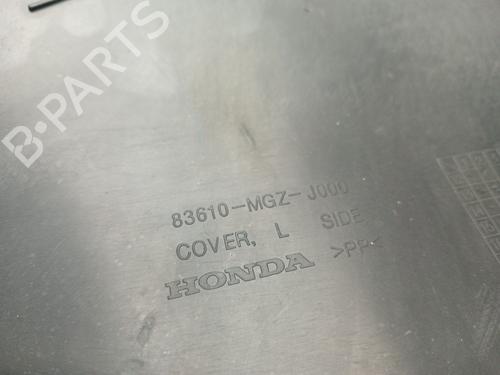 B-PARTS
83610-MGZ-J000
COVER, L SIDE
HONDA >PP<